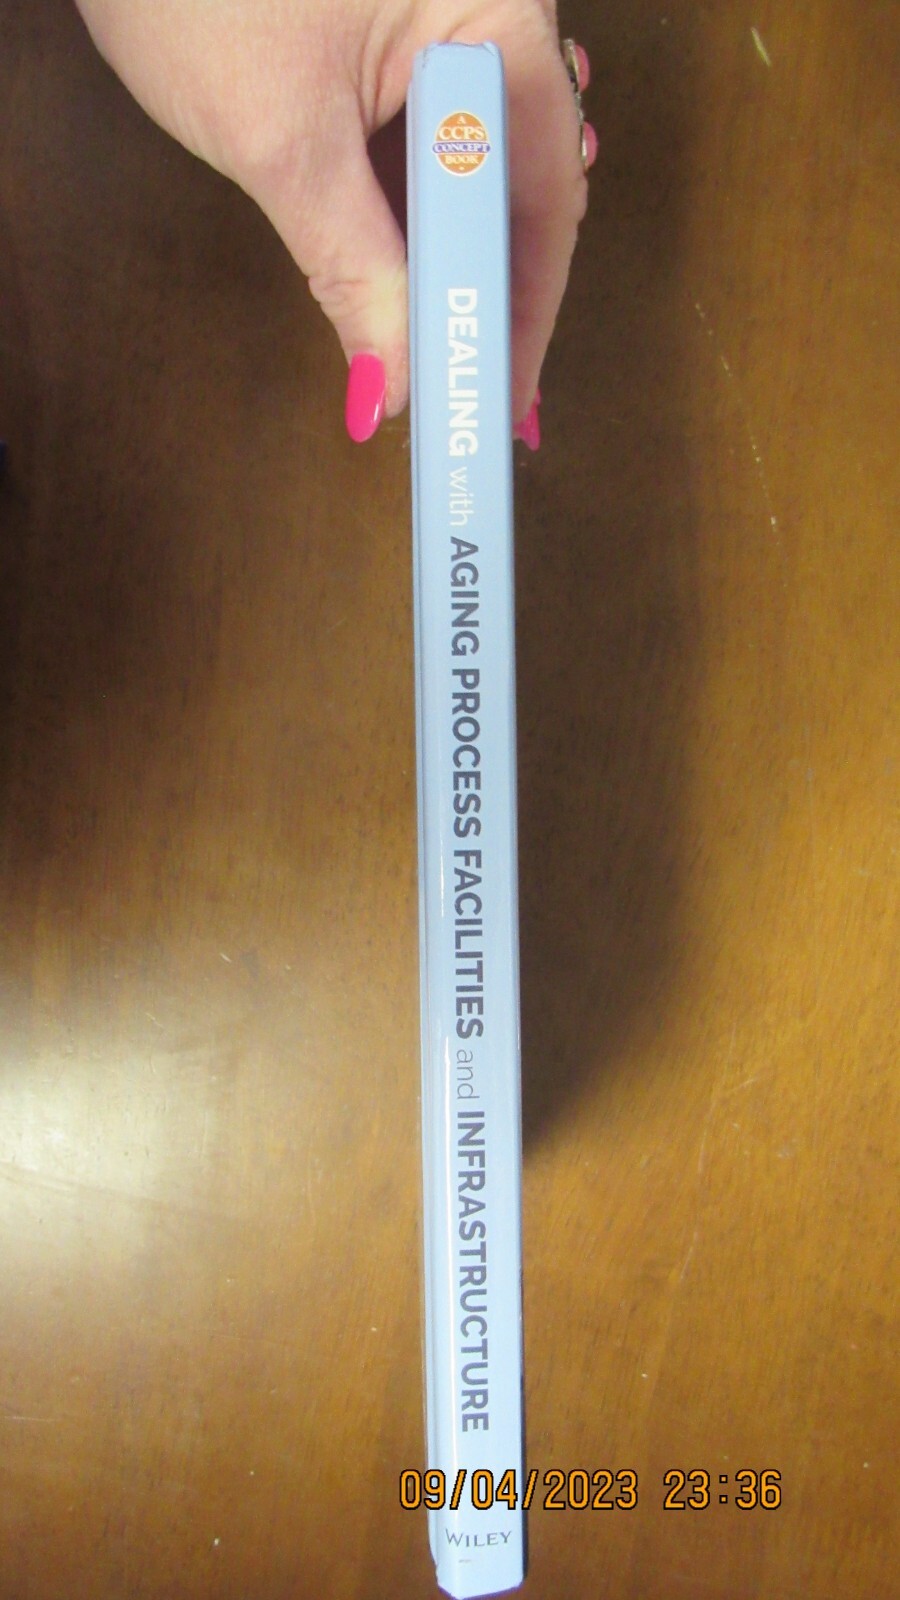 A
CCPS
CONCEPT
BOOK
DEALING with AGING PROCESS FACILITIES and INFRASTRUCTURE
09/04/2023 23:36
WILEY